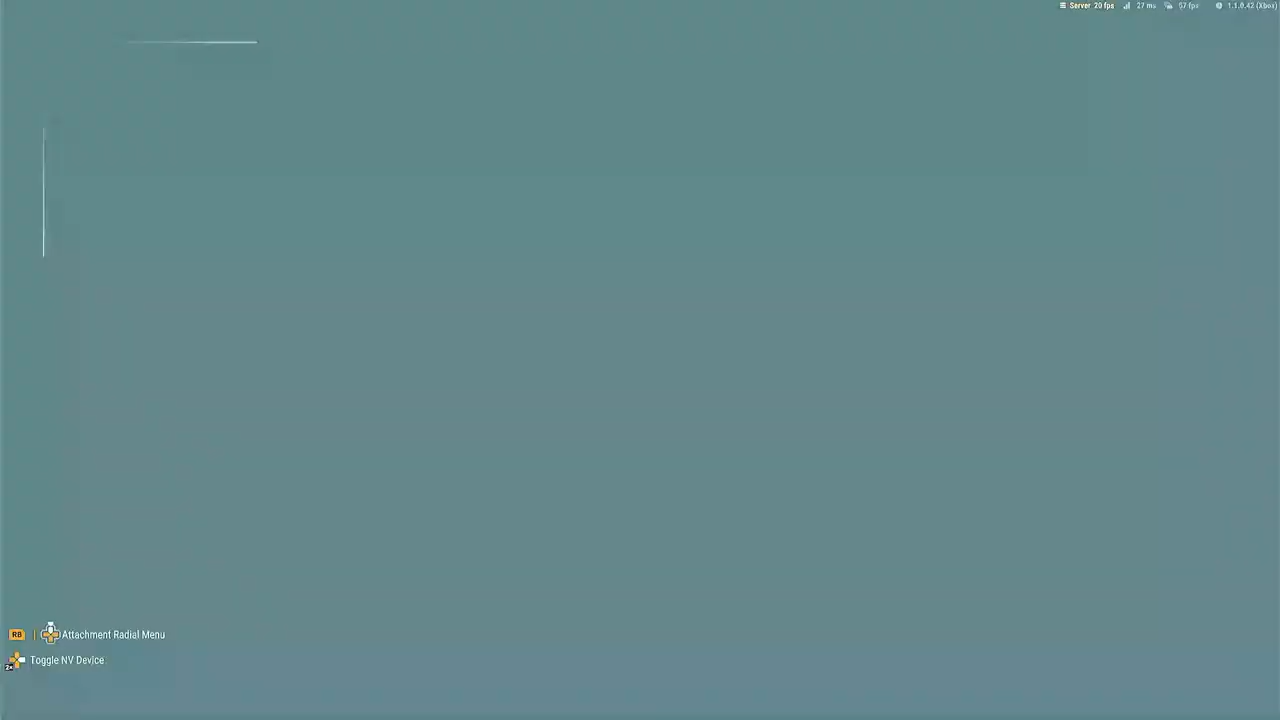 Server 20 fps 27 ms 57 fps 1.1.0.42 (Xbox)
RB Attachment Radial Menu
2× Toggle NV Device